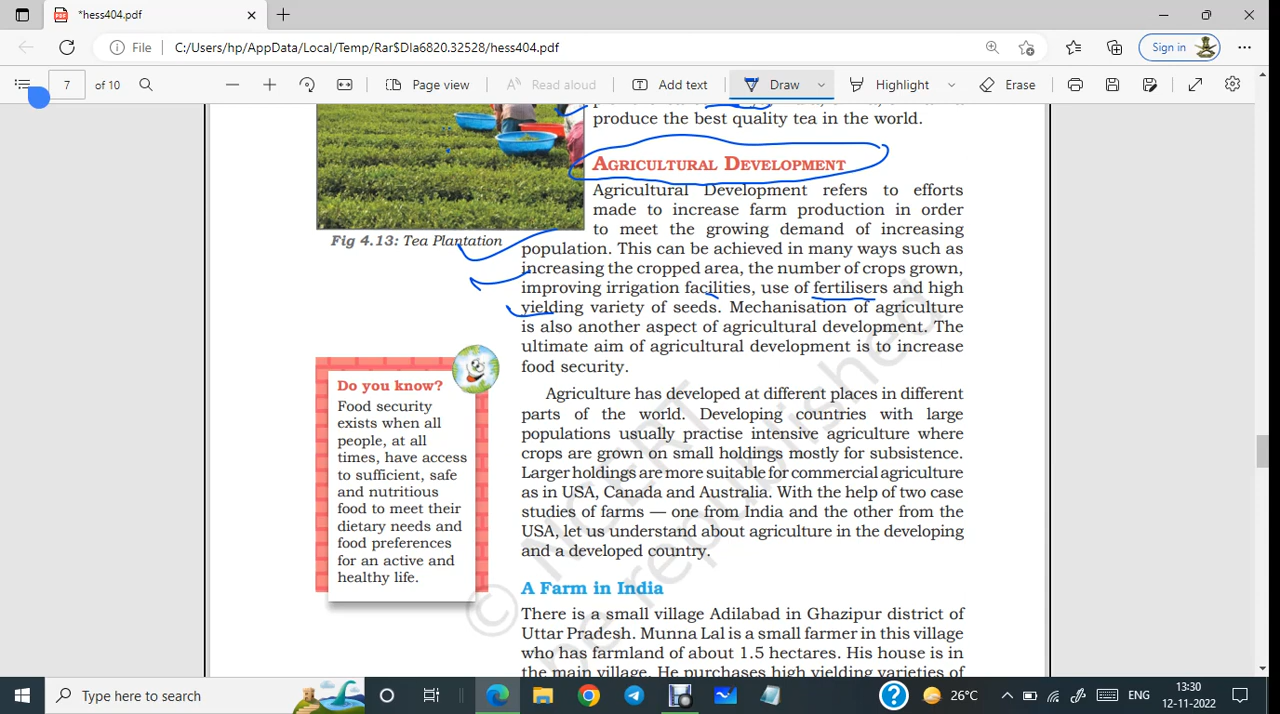 *hess404.pdf
File C:/Users/hp/AppData/Local/Temp/Rar$DIa6820.32528/hess404.pdf Sign in
7 of 10 Page view Read aloud Add text Draw Highlight Erase
produce the best quality tea in the world.
Agricultural Development
Agricultural Development refers to efforts
made to increase farm production in order
to meet the growing demand of increasing
Fig 4.13: Tea Plantation
population. This can be achieved in many ways such as
increasing the cropped area, the number of crops grown,
improving irrigation facilities, use of fertilisers and high
yielding variety of seeds. Mechanisation of agriculture
is also another aspect of agricultural development. The
ultimate aim of agricultural development is to increase
food security.
Do you know?
Food security
exists when all
people, at all
times, have access
to sufficient, safe
and nutritious
food to meet their
dietary needs and
food preferences
for an active and
healthy life.
Agriculture has developed at different places in different
parts of the world. Developing countries with large
populations usually practise intensive agriculture where
crops are grown on small holdings mostly for subsistence.
Larger holdings are more suitable for commercial agriculture
as in USA, Canada and Australia. With the help of two case
studies of farms — one from India and the other from the
USA, let us understand about agriculture in the developing
and a developed country.
A Farm in India
There is a small village Adilabad in Ghazipur district of
Uttar Pradesh. Munna Lal is a small farmer in this village
who has farmland of about 1.5 hectares. His house is in
the main village. He purchases high yielding varieties of
© NCERT
be republished
Type here to search 26°C ENG 13:30
12-11-2022